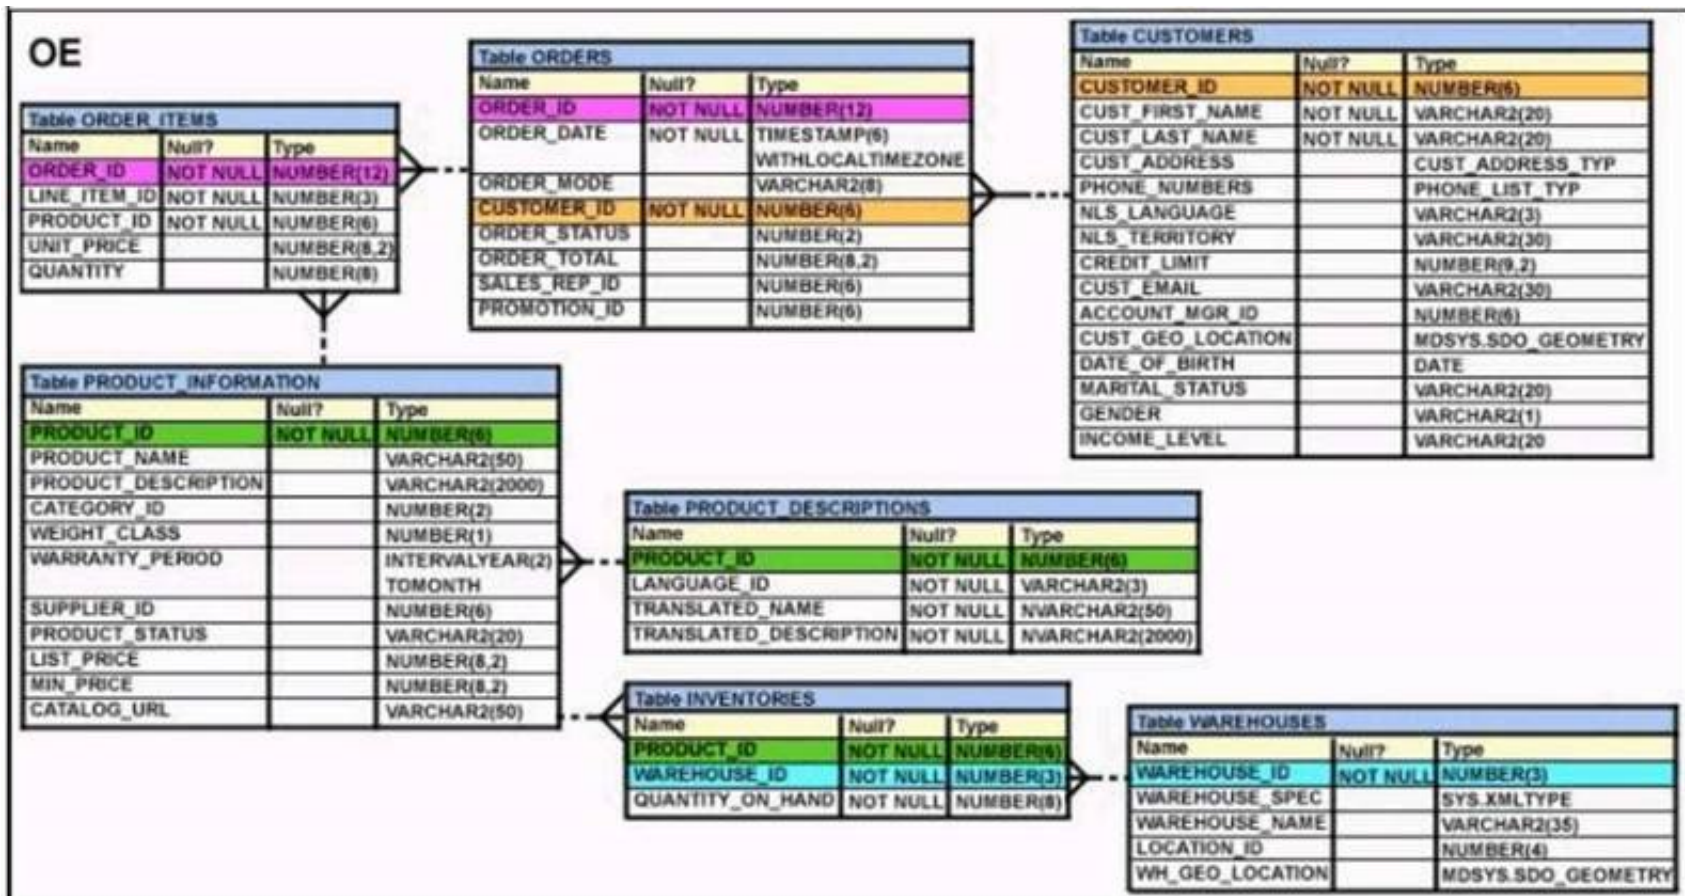 OE
Table ORDER_ITEMS
Name Null? Type
ORDER_ID NOT NULL NUMBER(12)
LINE_ITEM_ID NOT NULL NUMBER(3)
PRODUCT_ID NOT NULL NUMBER(6)
UNIT_PRICE NUMBER(8,2)
QUANTITY NUMBER(8)
Table ORDERS
Name Null? Type
ORDER_ID NOT NULL NUMBER(12)
ORDER_DATE NOT NULL TIMESTAMP(6)
WITHLOCALTIMEZONE
ORDER_MODE VARCHAR2(8)
CUSTOMER_ID NOT NULL NUMBER(6)
ORDER_STATUS NUMBER(2)
ORDER_TOTAL NUMBER(8,2)
SALES_REP_ID NUMBER(6)
PROMOTION_ID NUMBER(6)
Table CUSTOMERS
Name Null? Type
CUSTOMER_ID NOT NULL NUMBER(6)
CUST_FIRST_NAME NOT NULL VARCHAR2(20)
CUST_LAST_NAME NOT NULL VARCHAR2(20)
CUST_ADDRESS CUST_ADDRESS_TYP
PHONE_NUMBERS PHONE_LIST_TYP
NLS_LANGUAGE VARCHAR2(3)
NLS_TERRITORY VARCHAR2(30)
CREDIT_LIMIT NUMBER(9,2)
CUST_EMAIL VARCHAR2(30)
ACCOUNT_MGR_ID NUMBER(6)
CUST_GEO_LOCATION MDSYS.SDO_GEOMETRY
DATE_OF_BIRTH DATE
MARITAL_STATUS VARCHAR2(20)
GENDER VARCHAR2(1)
INCOME_LEVEL VARCHAR2(20
Table PRODUCT_INFORMATION
Name Null? Type
PRODUCT_ID NOT NULL NUMBER(6)
PRODUCT_NAME VARCHAR2(50)
PRODUCT_DESCRIPTION VARCHAR2(2000)
CATEGORY_ID NUMBER(2)
WEIGHT_CLASS NUMBER(1)
WARRANTY_PERIOD INTERVALYEAR(2)
TOMONTH
SUPPLIER_ID NUMBER(6)
PRODUCT_STATUS VARCHAR2(20)
LIST_PRICE NUMBER(8,2)
MIN_PRICE NUMBER(8,2)
CATALOG_URL VARCHAR2(50)
Table PRODUCT_DESCRIPTIONS
Name Null? Type
PRODUCT_ID NOT NULL NUMBER(6)
LANGUAGE_ID NOT NULL VARCHAR2(3)
TRANSLATED_NAME NOT NULL NVARCHAR2(50)
TRANSLATED_DESCRIPTION NOT NULL NVARCHAR2(2000)
Table INVENTORIES
Name Null? Type
PRODUCT_ID NOT NULL NUMBER(6)
WAREHOUSE_ID NOT NULL NUMBER(3)
QUANTITY_ON_HAND NOT NULL NUMBER(8)
Table WAREHOUSES
Name Null? Type
WAREHOUSE_ID NOT NULL NUMBER(3)
WAREHOUSE_SPEC SYS.XMLTYPE
WAREHOUSE_NAME VARCHAR2(35)
LOCATION_ID NUMBER(4)
WH_GEO_LOCATION MDSYS.SDO_GEOMETRY